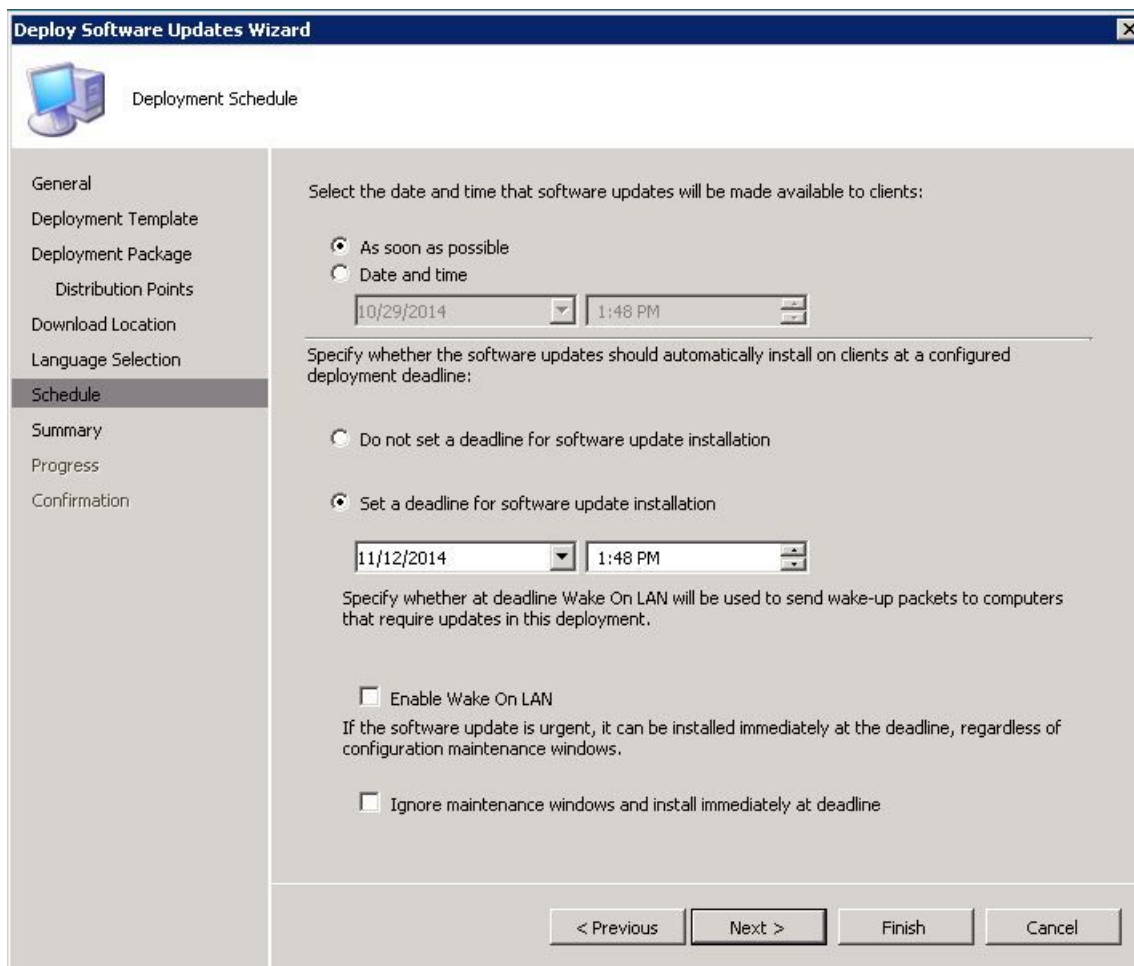 Deploy Software Updates Wizard
Deployment Schedule
General
Deployment Template
Deployment Package
Distribution Points
Download Location
Language Selection
Schedule
Summary
Progress
Confirmation
Select the date and time that software updates will be made available to clients:
As soon as possible
Date and time
10/29/2014 1:48 PM
Specify whether the software updates should automatically install on clients at a configured
deployment deadline:
Do not set a deadline for software update installation
Set a deadline for software update installation
11/12/2014 1:48 PM
Specify whether at deadline Wake On LAN will be used to send wake-up packets to computers
that require updates in this deployment.
Enable Wake On LAN
If the software update is urgent, it can be installed immediately at the deadline, regardless of
configuration maintenance windows.
Ignore maintenance windows and install immediately at deadline
< Previous Next > Finish Cancel